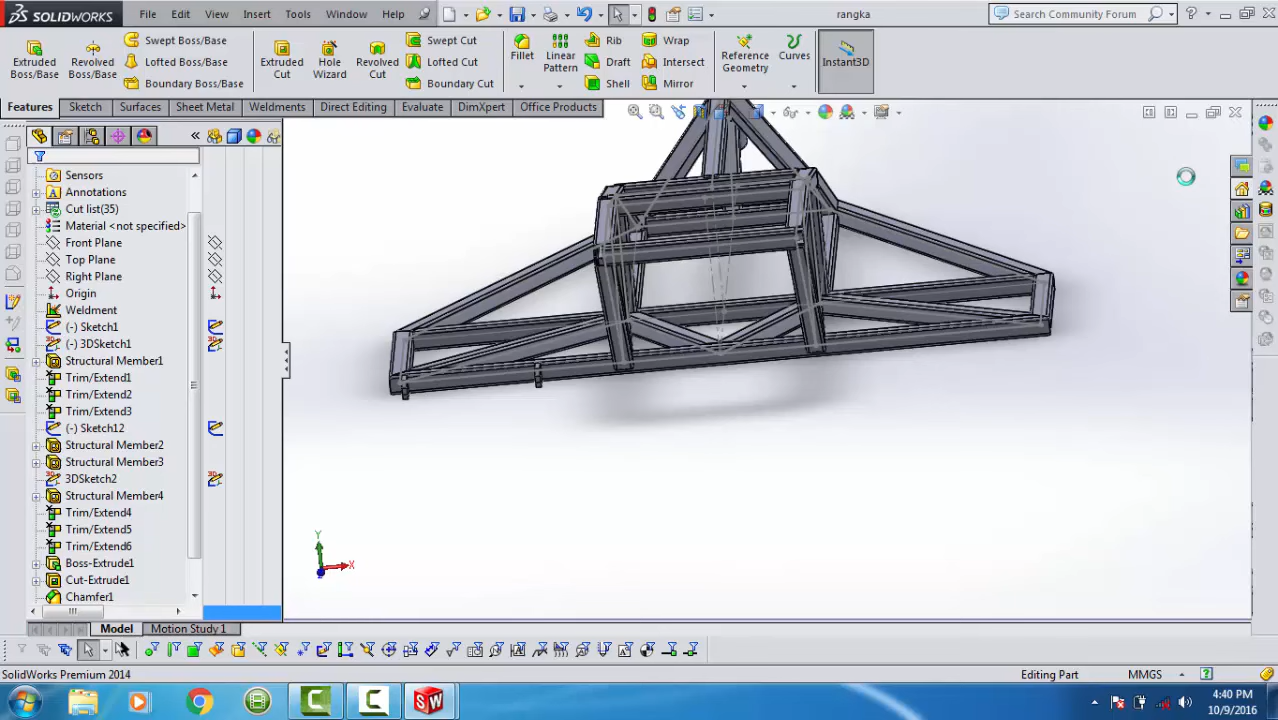 SOLIDWORKS File Edit View Insert Tools Window Help rangka Search Community Forum
Extruded Boss/Base
Revolved Boss/Base
Swept Boss/Base
Lofted Boss/Base
Boundary Boss/Base
Extruded Cut
Hole Wizard
Revolved Cut
Swept Cut
Lofted Cut
Boundary Cut
Fillet
Linear Pattern
Rib
Draft
Shell
Wrap
Intersect
Mirror
Reference Geometry
Curves
Instant3D
Features Sketch Surfaces Sheet Metal Weldments Direct Editing Evaluate DimXpert Office Products
Sensors
Annotations
Cut list(35)
Material <not specified>
Front Plane
Top Plane
Right Plane
Origin
Weldment
(-) Sketch1
(-) 3DSketch1
Structural Member1
Trim/Extend1
Trim/Extend2
Trim/Extend3
(-) Sketch12
Structural Member2
Structural Member3
3DSketch2
Structural Member4
Trim/Extend4
Trim/Extend5
Trim/Extend6
Boss-Extrude1
Cut-Extrude1
Chamfer1
Y
X
Model Motion Study 1
SolidWorks Premium 2014 Editing Part MMGS
4:40 PM
10/9/2016